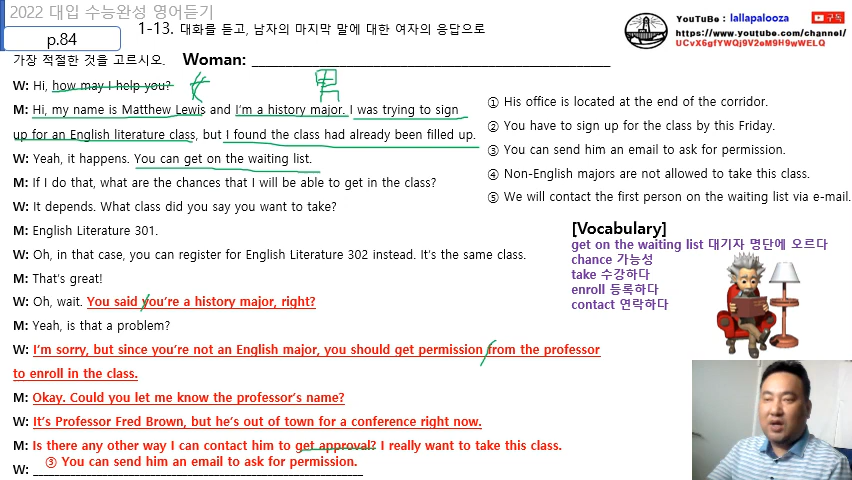 2022 대입 수능완성 영어듣기
p.84
1-13. 대화를 듣고, 남자의 마지막 말에 대한 여자의 응답으로
가장 적절한 것을 고르시오.
Woman: ____________________
YouTuBe : lallapalooza
구독
https://www.youtube.com/channel/
UCvX6gfYWQj9V2eM9H9wWELQ
W: Hi, how may I help you?
女
男
M: Hi, my name is Matthew Lewis and I'm a history major. I was trying to sign
up for an English literature class, but I found the class had already been filled up.
W: Yeah, it happens. You can get on the waiting list.
M: If I do that, what are the chances that I will be able to get in the class?
W: It depends. What class did you say you want to take?
M: English Literature 301.
W: Oh, in that case, you can register for English Literature 302 instead. It's the same class.
M: That's great!
W: Oh, wait. You said you're a history major, right?
M: Yeah, is that a problem?
W: I'm sorry, but since you're not an English major, you should get permission from the professor
to enroll in the class.
M: Okay. Could you let me know the professor's name?
W: It's Professor Fred Brown, but he's out of town for a conference right now.
M: Is there any other way I can contact him to get approval? I really want to take this class.
③ You can send him an email to ask for permission.
W: ____________________
① His office is located at the end of the corridor.
② You have to sign up for the class by this Friday.
③ You can send him an email to ask for permission.
④ Non-English majors are not allowed to take this class.
⑤ We will contact the first person on the waiting list via e-mail.
[Vocabulary]
get on the waiting list 대기자 명단에 오르다
chance 가능성
take 수강하다
enroll 등록하다
contact 연락하다